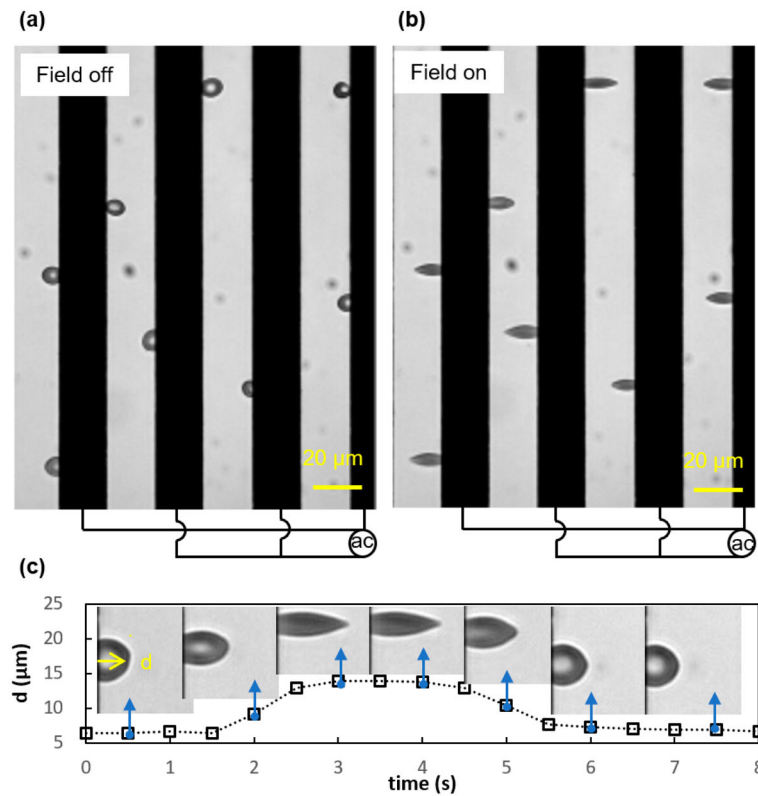 (a)
(b)
Field off
Field on
20 µm
20 µm
ac
ac
(c)
d (µm)
25
20
15
10
5
d
0 1 2 3 4 5 6 7 8
time (s)